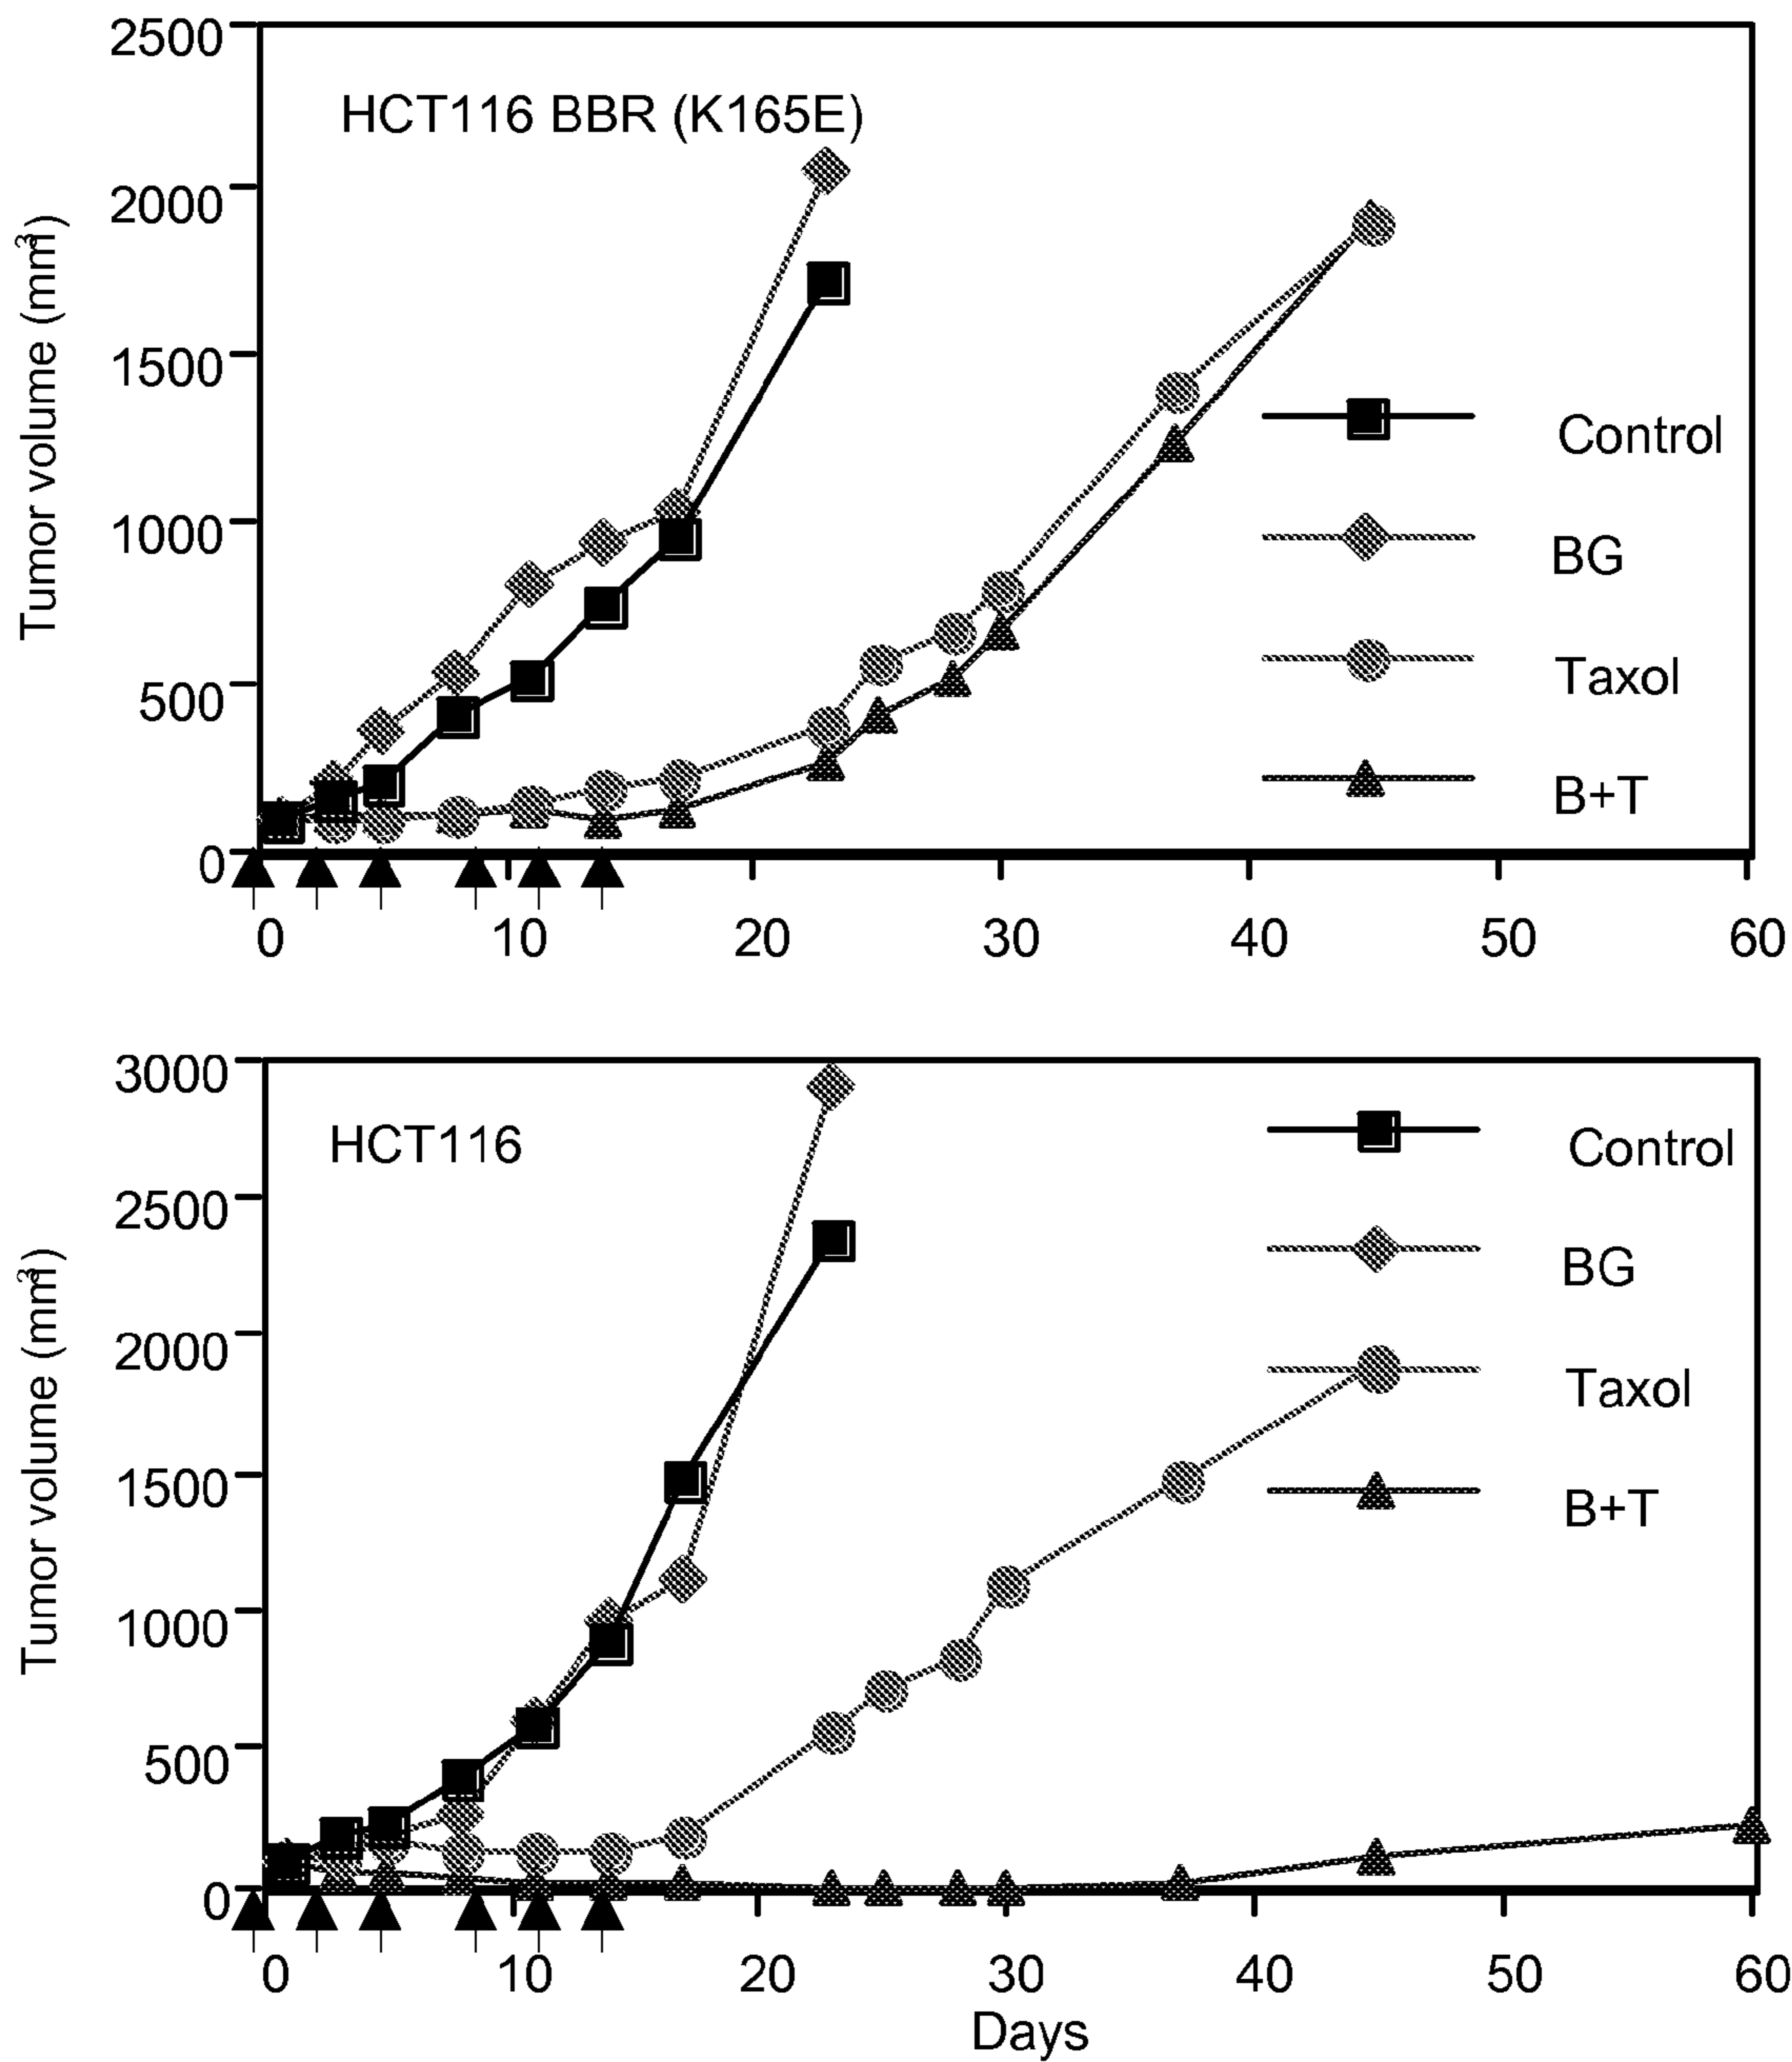 2500
HCT116 BBR (K165E)
2000
1500
1000
500
0
Tumor volume (mm3)
Control
BG
Taxol
B+T
0 10 20 30 40 50 60
3000
HCT116
2500
2000
1500
1000
500
0
Tumor volume (mm3)
Control
BG
Taxol
B+T
0 10 20 30 40 50 60
Days